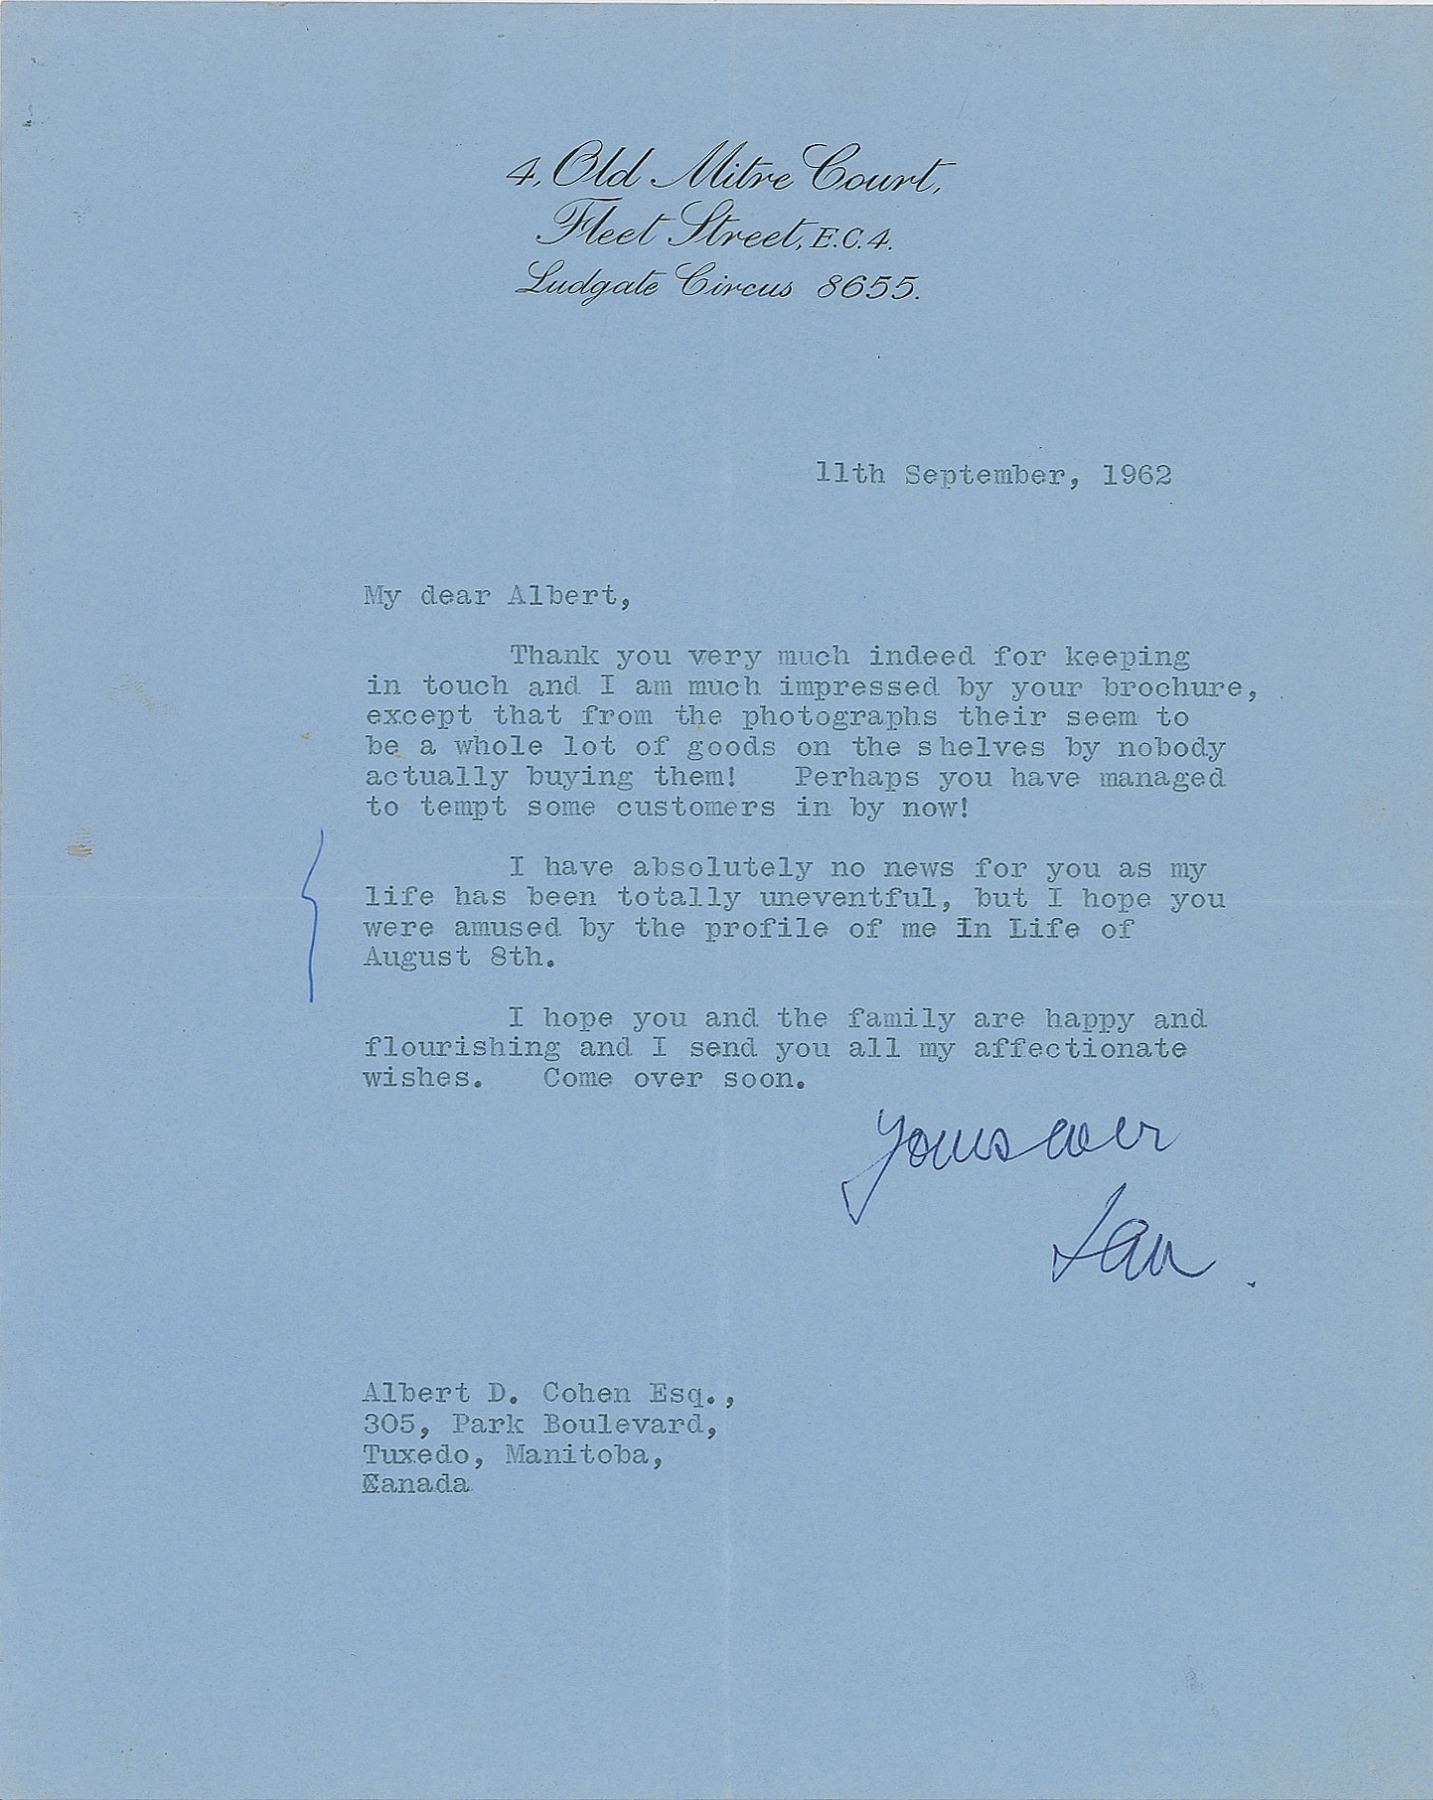 4, Old Mitre Court,
Fleet Street, E.C.4.
Ludgate Circus 8655.
11th September, 1962
My dear Albert,
Thank you very much indeed for keeping
in touch and I am much impressed by your brochure,
except that from the photographs their seem to
be a whole lot of goods on the shelves by nobody
actually buying them! Perhaps you have managed
to tempt some customers in by now!
I have absolutely no news for you as my
life has been totally uneventful, but I hope you
were amused by the profile of me In Life of
August 8th.
I hope you and the family are happy and
flourishing and I send you all my affectionate
wishes. Come over soon.
Yours ever
Ian.
Albert D. Cohen Esq.,
305, Park Boulevard,
Tuxedo, Manitoba,
Canada